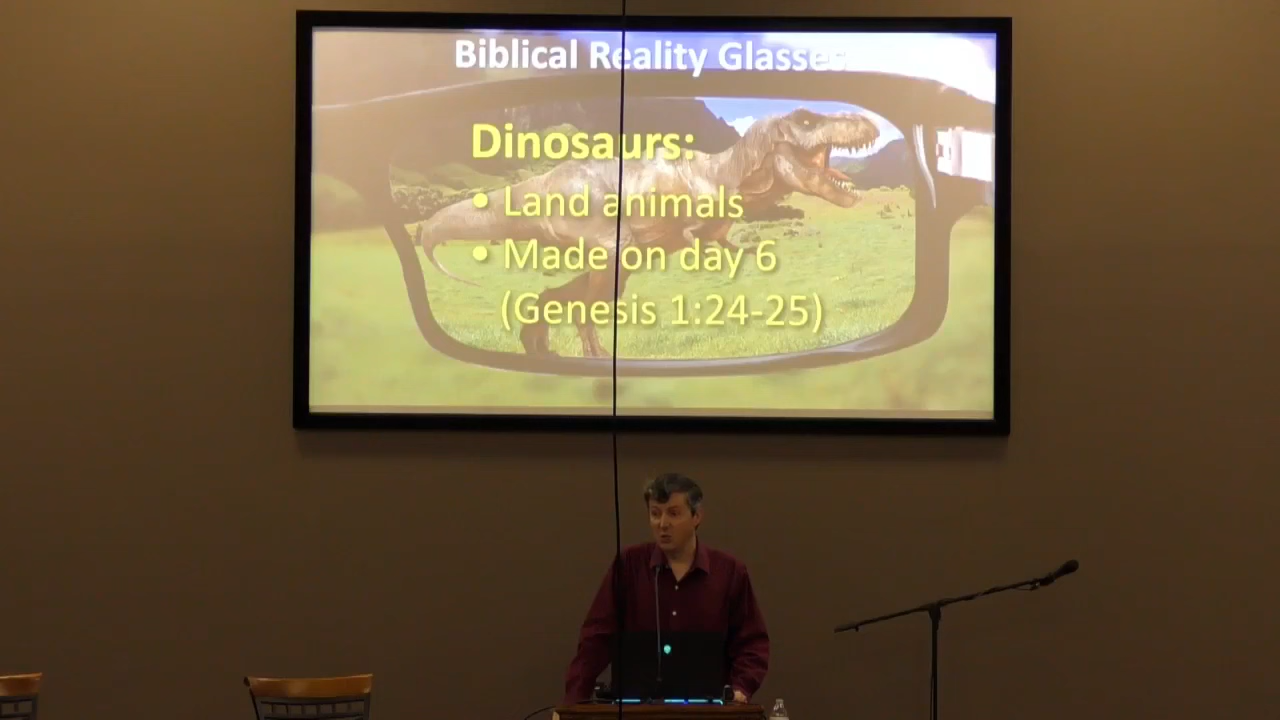 Biblical Reality Glasses
Dinosaurs:
• Land animals
• Made on day 6
(Genesis 1:24-25)